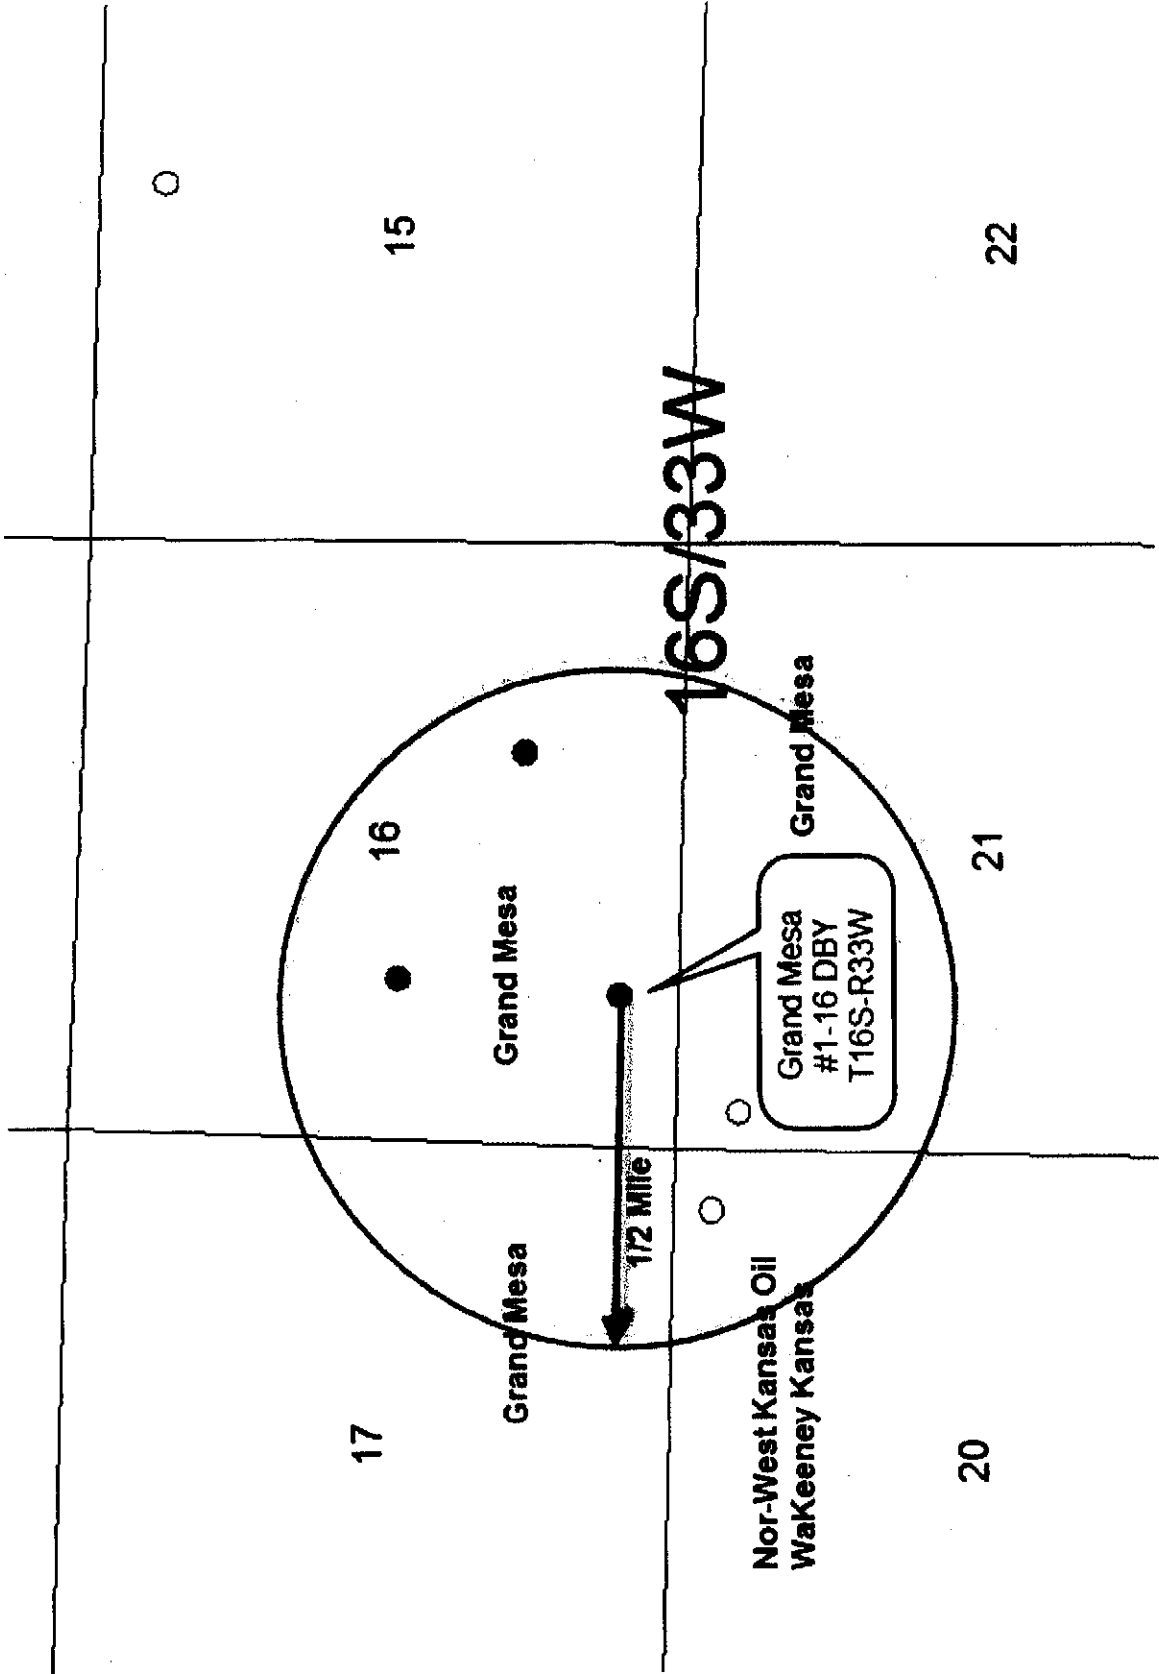 17
16
15
Grand Mesa
Grand Mesa
1/2 Mile
16S/33W
Nor-West Kansas Oil
WaKeeney Kansas
Grand Mesa
#1-16 DBY
T16S-R33W
Grand Mesa
20
21
22